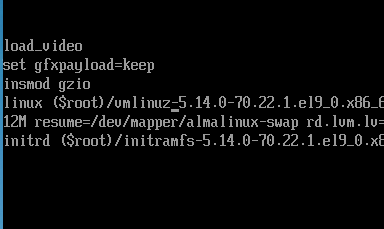 load_video
set gfxpayload=keep
insmod gzio
linux ($root)/vmlinuz-5.14.0-70.22.1.el9_0.x86_6
12M resume=/dev/mapper/almalinux-swap rd.lvm.lv=
initrd ($root)/initramfs-5.14.0-70.22.1.el9_0.x8